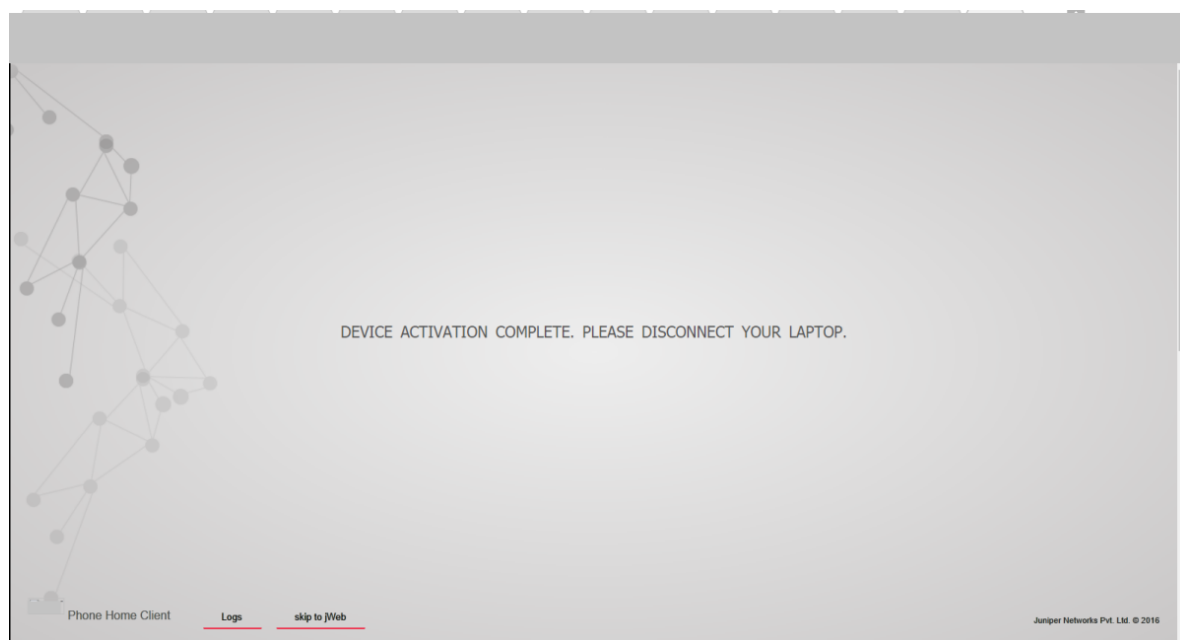 DEVICE ACTIVATION COMPLETE. PLEASE DISCONNECT YOUR LAPTOP.
Phone Home Client Logs skip to jWeb Juniper Networks Pvt. Ltd. © 2016